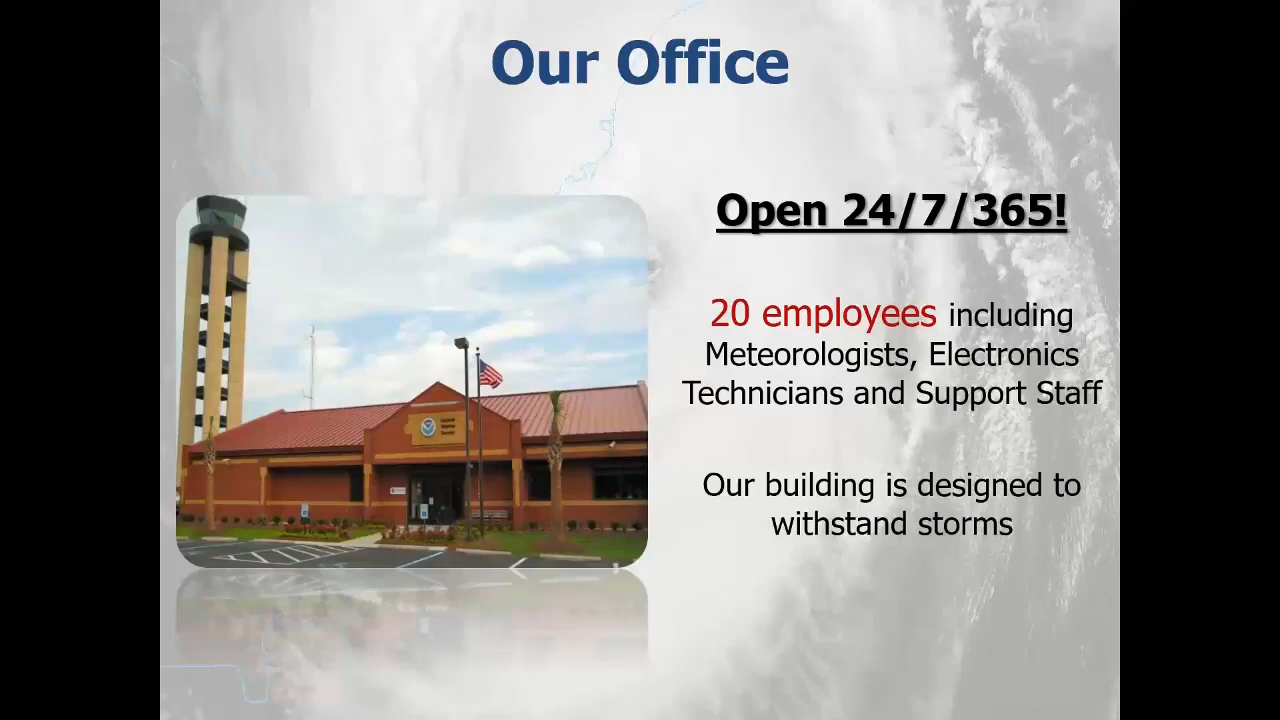 Our Office
Open 24/7/365!
20 employees including
Meteorologists, Electronics
Technicians and Support Staff
Our building is designed to
withstand storms